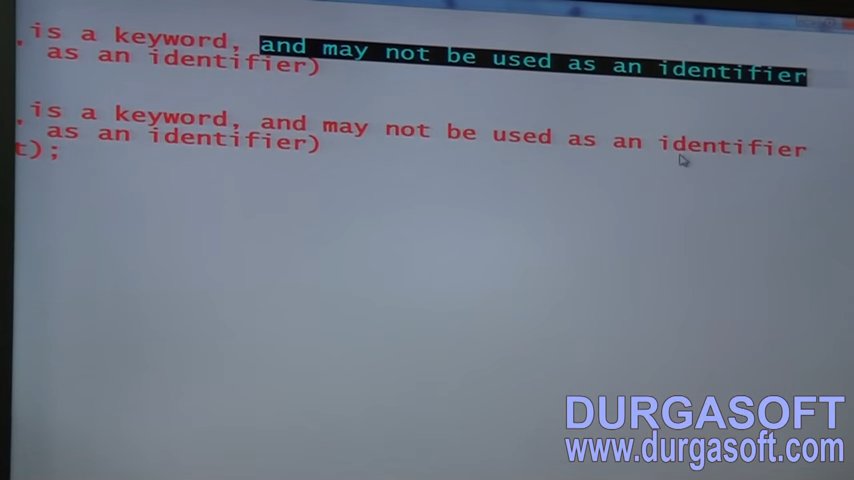 , is a keyword, and may not be used as an identifier
as an identifier)
, is a keyword, and may not be used as an identifier
as an identifier)
t);
DURGASOFT
www.durgasoft.com